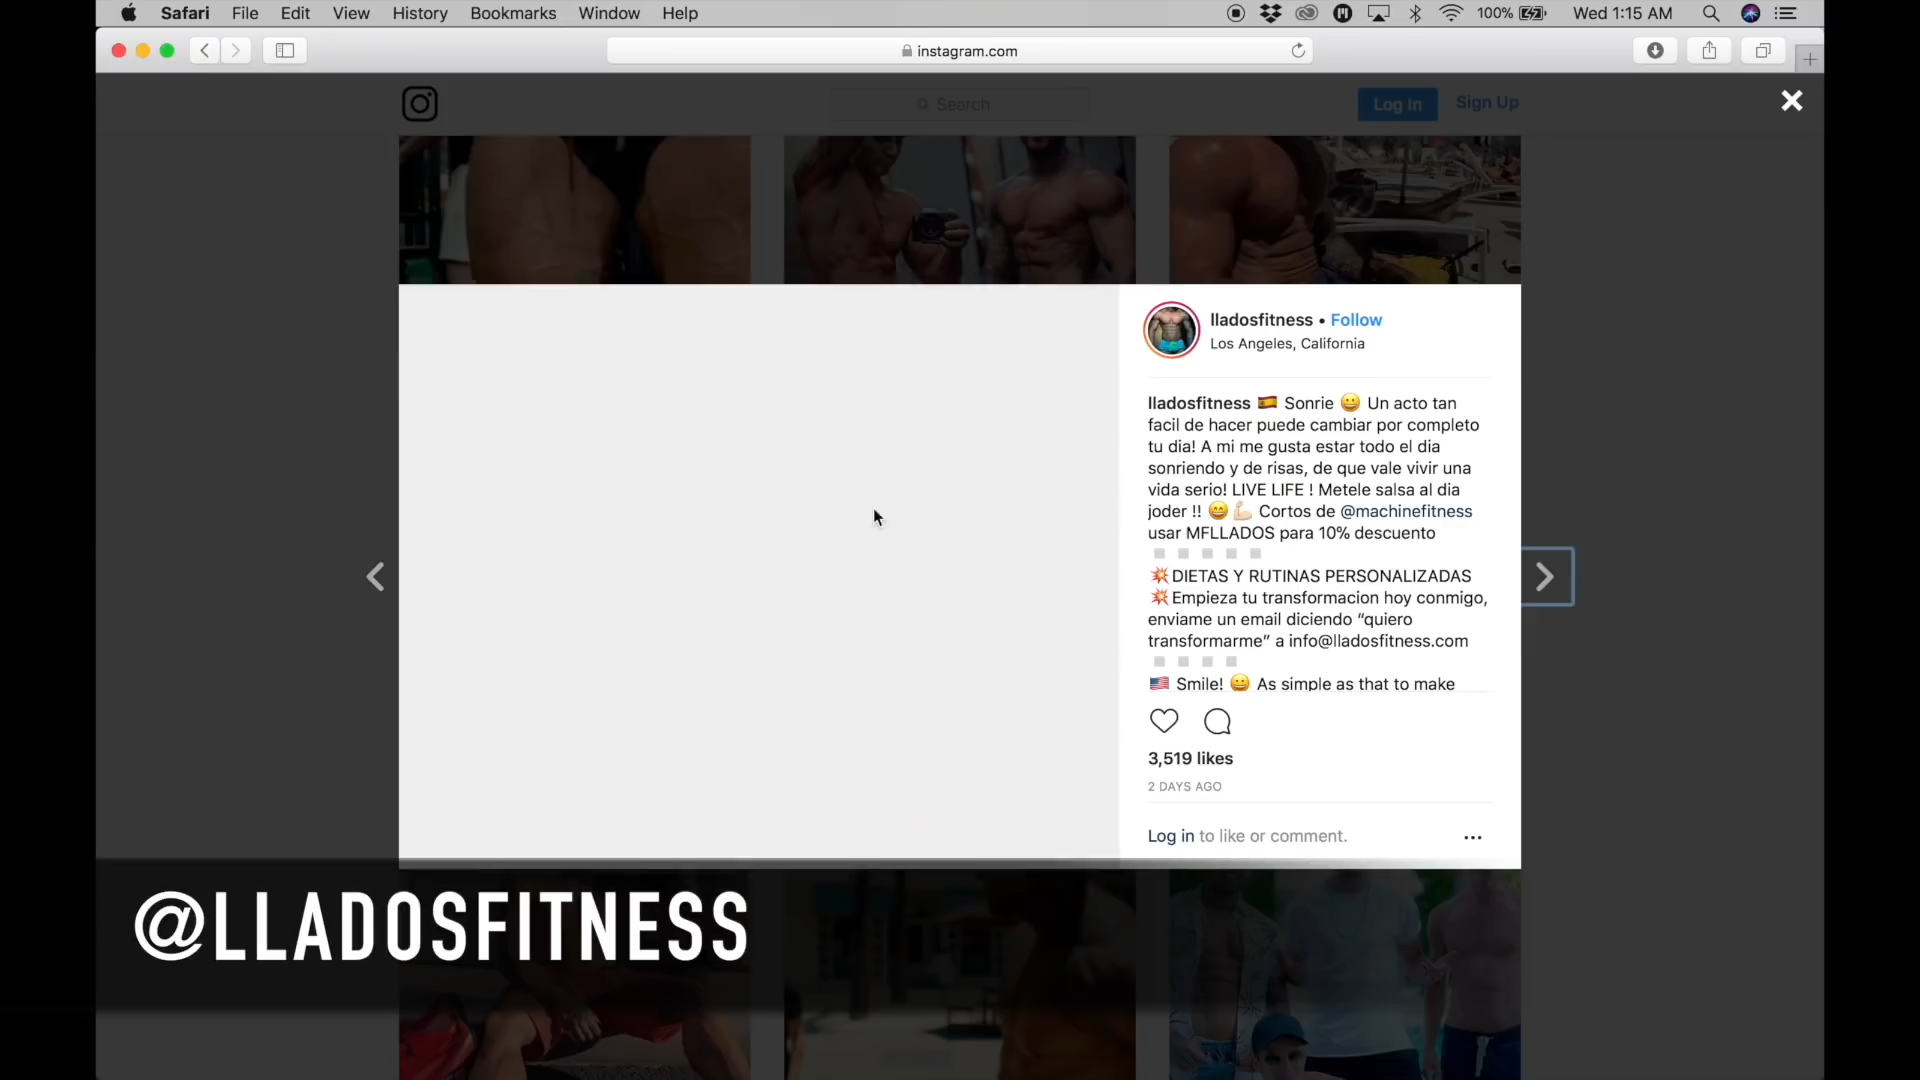 Safari File Edit View History Bookmarks Window Help 100% Wed 1:15 AM
instagram.com
Search Log In Sign Up
lladosfitness • Follow
Los Angeles, California
lladosfitness 🇪🇸 Sonrie 😀 Un acto tan
facil de hacer puede cambiar por completo
tu dia! A mi me gusta estar todo el dia
sonriendo y de risas, de que vale vivir una
vida serio! LIVE LIFE ! Metele salsa al dia
joder !! 😄💪🏻 Cortos de @machinefitness
usar MFLLADOS para 10% descuento
◽️◽️◽️◽️◽️
💥DIETAS Y RUTINAS PERSONALIZADAS
💥Empieza tu transformacion hoy conmigo,
enviame un email diciendo “quiero
transformarme” a info@lladosfitness.com
◽️◽️◽️◽️
🇺🇸 Smile! 😀 As simple as that to make
3,519 likes
2 DAYS AGO
Log in to like or comment.
@LLADOSFITNESS